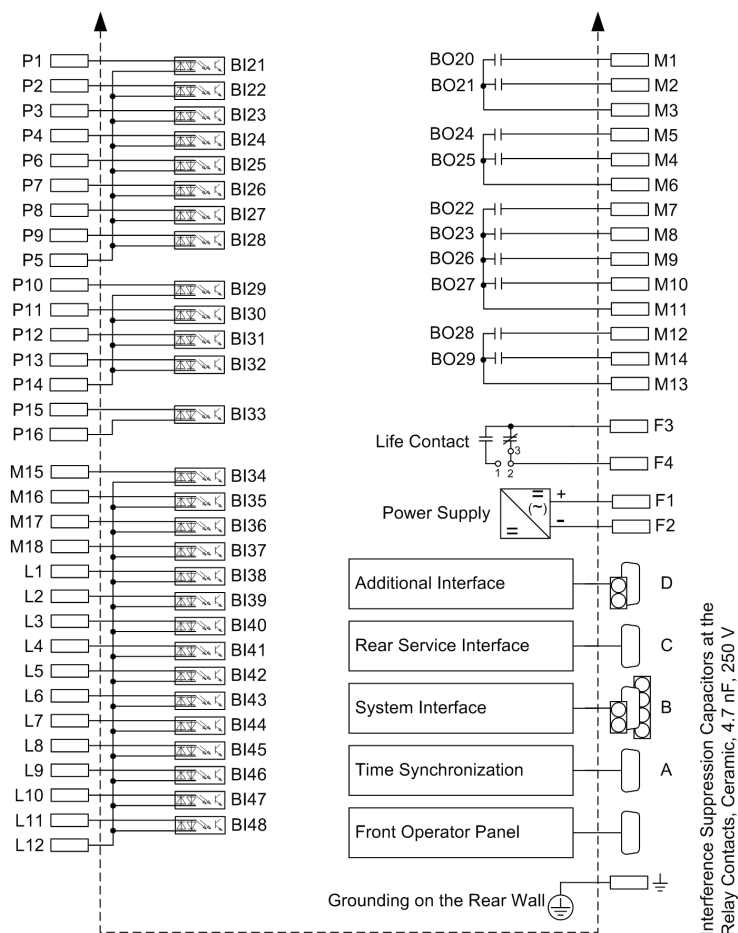 P1 BI21
P2 BI22
P3 BI23
P4 BI24
P6 BI25
P7 BI26
P8 BI27
P9 BI28
P5
P10 BI29
P11 BI30
P12 BI31
P13 BI32
P14
P15 BI33
P16
M15 BI34
M16 BI35
M17 BI36
M18 BI37
L1 BI38
L2 BI39
L3 BI40
L4 BI41
L5 BI42
L6 BI43
L7 BI44
L8 BI45
L9 BI46
L10 BI47
L11 BI48
L12
BO20 M1
BO21 M2
M3
BO24 M5
BO25 M4
M6
BO22 M7
BO23 M8
BO26 M9
BO27 M10
M11
BO28 M12
BO29 M14
M13
F3
Life Contact
3
1 2
F4
Power Supply
= (~) =
+ F1
- F2
Additional Interface D
Rear Service Interface C
System Interface B
Time Synchronization A
Front Operator Panel
Grounding on the Rear Wall
Interference Suppression Capacitors at the
Relay Contacts, Ceramic, 4.7 nF, 250 V